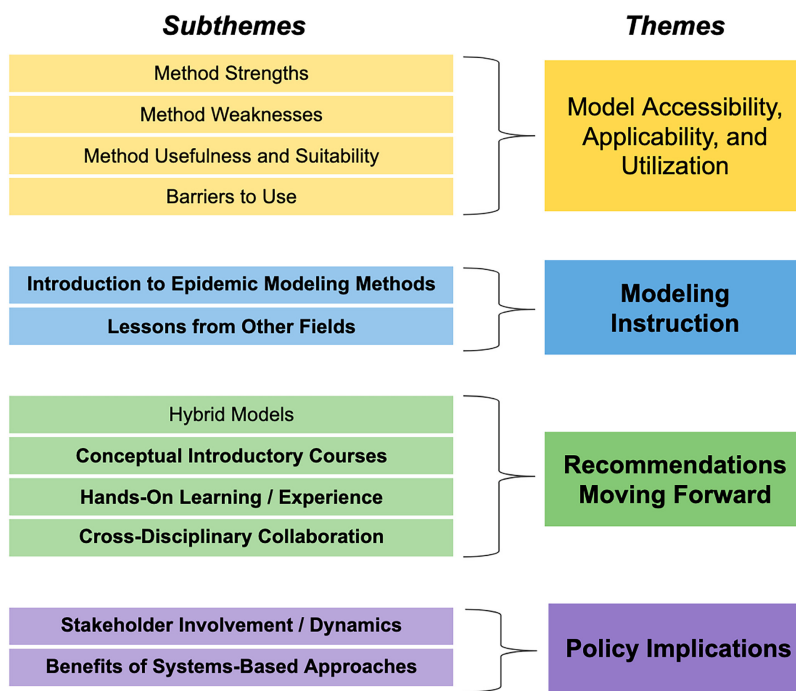 Subthemes
Themes
Method Strengths
Method Weaknesses
Method Usefulness and Suitability
Barriers to Use
Model Accessibility,
Applicability, and
Utilization
Introduction to Epidemic Modeling Methods
Lessons from Other Fields
Modeling
Instruction
Hybrid Models
Conceptual Introductory Courses
Hands-On Learning / Experience
Cross-Disciplinary Collaboration
Recommendations
Moving Forward
Stakeholder Involvement / Dynamics
Benefits of Systems-Based Approaches
Policy Implications